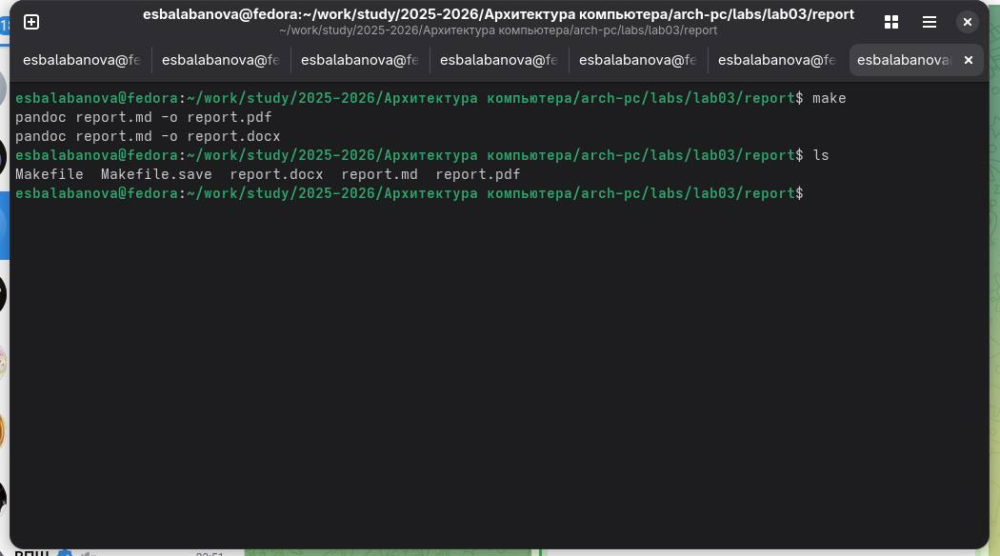 esbalabanova@fedora:~/work/study/2025-2026/Архитектура компьютера/arch-pc/labs/lab03/report
~/work/study/2025-2026/Архитектура компьютера/arch-pc/labs/lab03/report
esbalabanova@fe esbalabanova@fe esbalabanova@fe esbalabanova@fe esbalabanova@fe esbalabanova@fe esbalabanova
esbalabanova@fedora:~/work/study/2025-2026/Архитектура компьютера/arch-pc/labs/lab03/report$ make
pandoc report.md -o report.pdf
pandoc report.md -o report.docx
esbalabanova@fedora:~/work/study/2025-2026/Архитектура компьютера/arch-pc/labs/lab03/report$ ls
Makefile  Makefile.save  report.docx  report.md  report.pdf
esbalabanova@fedora:~/work/study/2025-2026/Архитектура компьютера/arch-pc/labs/lab03/report$